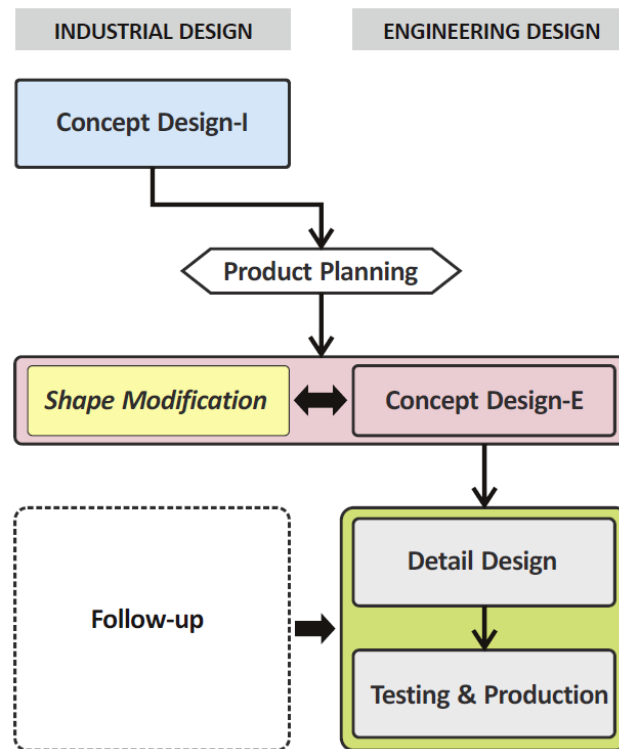 INDUSTRIAL DESIGN
ENGINEERING DESIGN
Concept Design-I
Product Planning
Shape Modification
Concept Design-E
Detail Design
Follow-up
Testing & Production